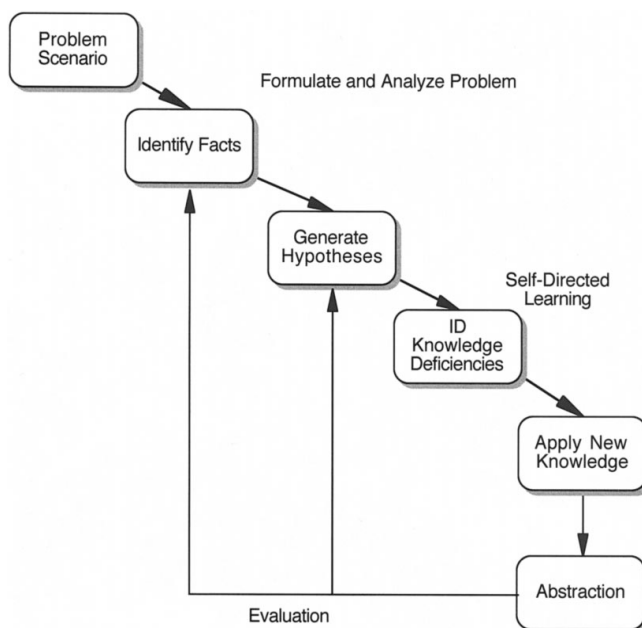 Problem
Scenario
Formulate and Analyze Problem
Identify Facts
Generate
Hypotheses
Self-Directed
Learning
ID
Knowledge
Deficiencies
Apply New
Knowledge
Abstraction
Evaluation